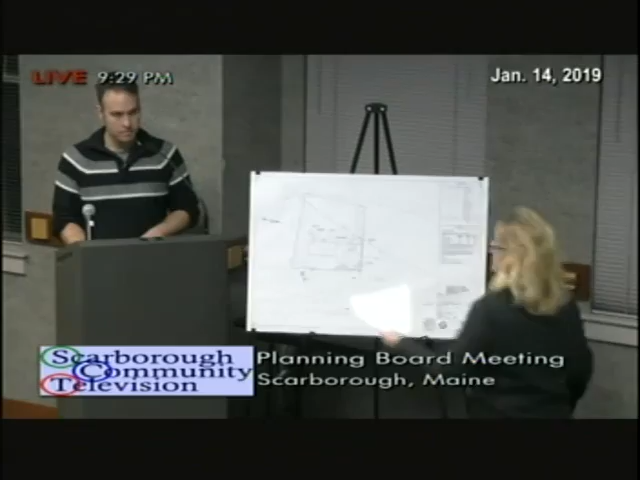 LIVE 9:29 PM
Jan. 14, 2019
Scarborough
Community
Television
Planning Board Meeting
Scarborough, Maine